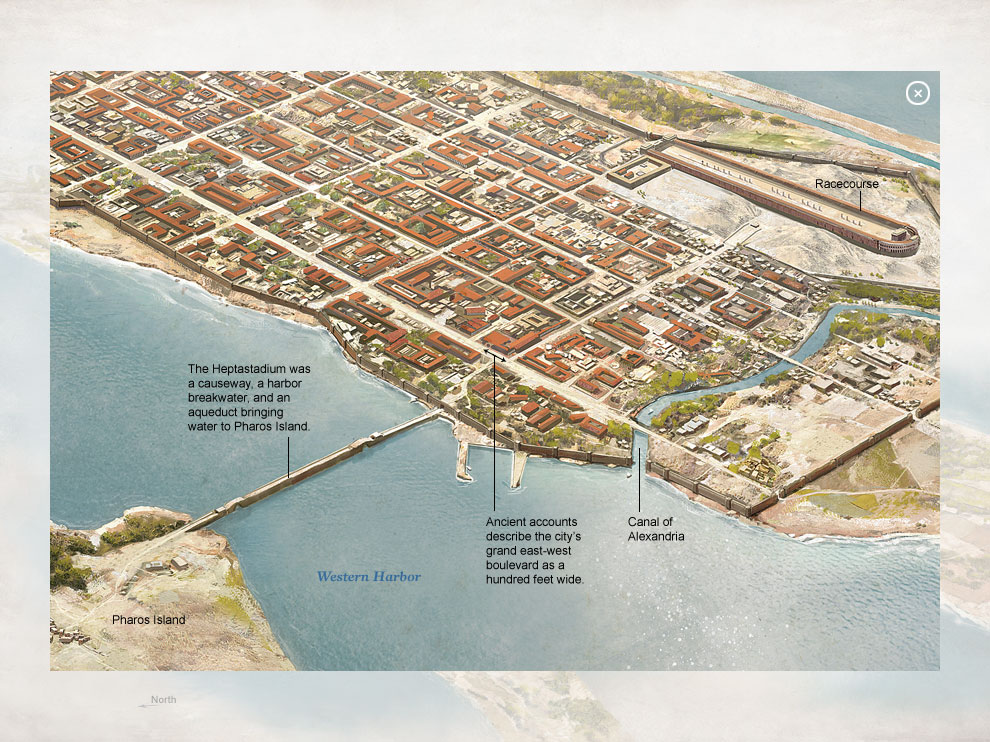 Racecourse
The Heptastadium was
a causeway, a harbor
breakwater, and an
aqueduct bringing
water to Pharos Island.
Ancient accounts
describe the city's
grand east-west
boulevard as a
hundred feet wide.
Canal of
Alexandria
Western Harbor
Pharos Island
North